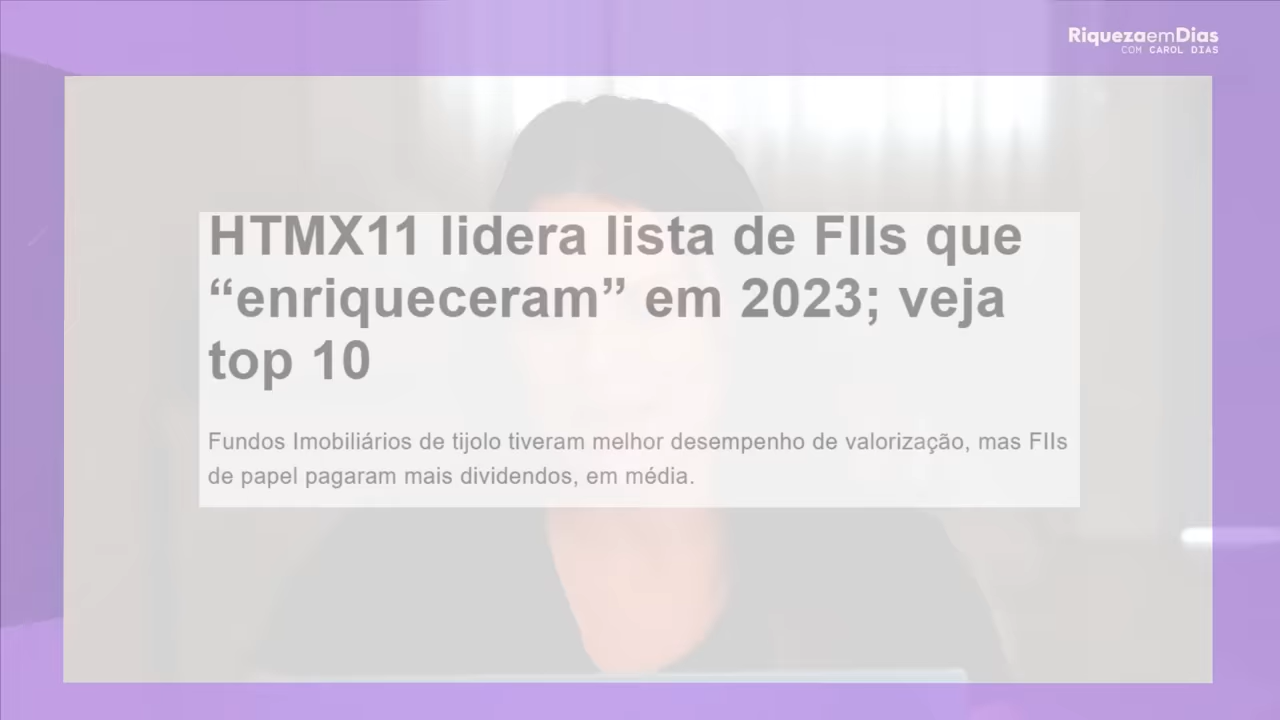 RiquezaemDias
COM CAROL DIAS
HTMX11 lidera lista de FIIs que
“enriqueceram” em 2023; veja
top 10
Fundos Imobiliários de tijolo tiveram melhor desempenho de valorização, mas FIIs
de papel pagaram mais dividendos, em média.